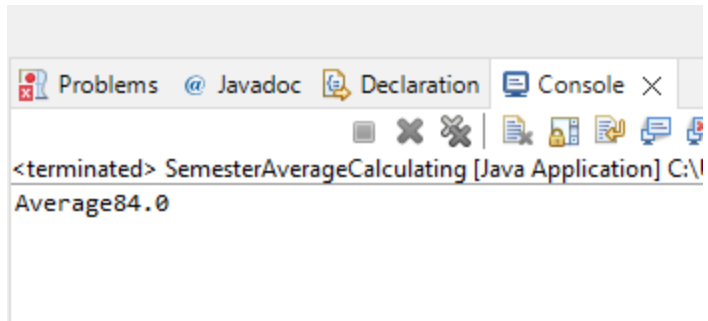 Problems @ Javadoc Declaration Console
<terminated> SemesterAverageCalculating [Java Application] C:\
Average84.0